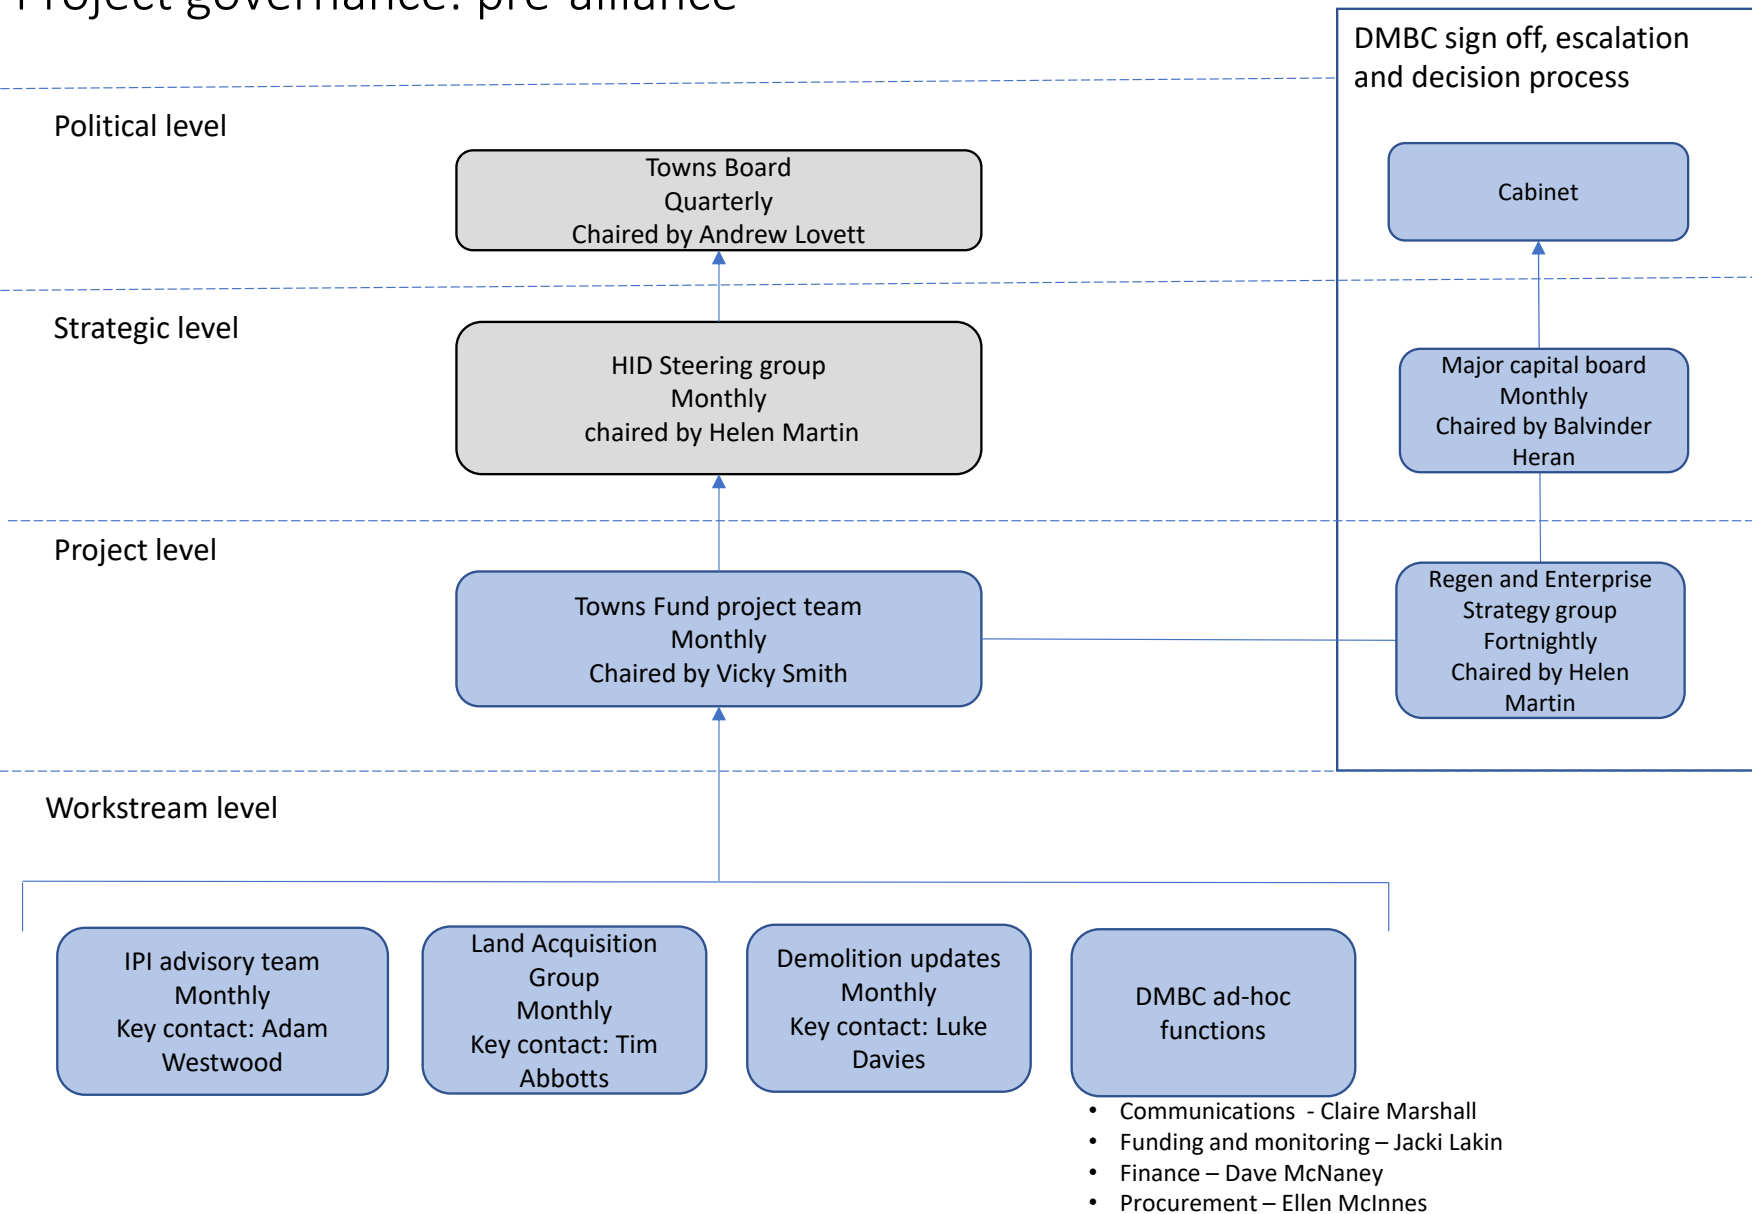 Project governance: pre-alliance
DMBC sign off, escalation
and decision process
Political level
Towns Board
Quarterly
Chaired by Andrew Lovett
Cabinet
Strategic level
HID Steering group
Monthly
chaired by Helen Martin
Major capital board
Monthly
Chaired by Balvinder
Heran
Project level
Towns Fund project team
Monthly
Chaired by Vicky Smith
Regen and Enterprise
Strategy group
Fortnightly
Chaired by Helen
Martin
Workstream level
IPI advisory team
Monthly
Key contact: Adam
Westwood
Land Acquisition
Group
Monthly
Key contact: Tim
Abbotts
Demolition updates
Monthly
Key contact: Luke
Davies
DMBC ad-hoc
functions
• Communications  - Claire Marshall
• Funding and monitoring – Jacki Lakin
• Finance – Dave McNaney
• Procurement – Ellen McInnes